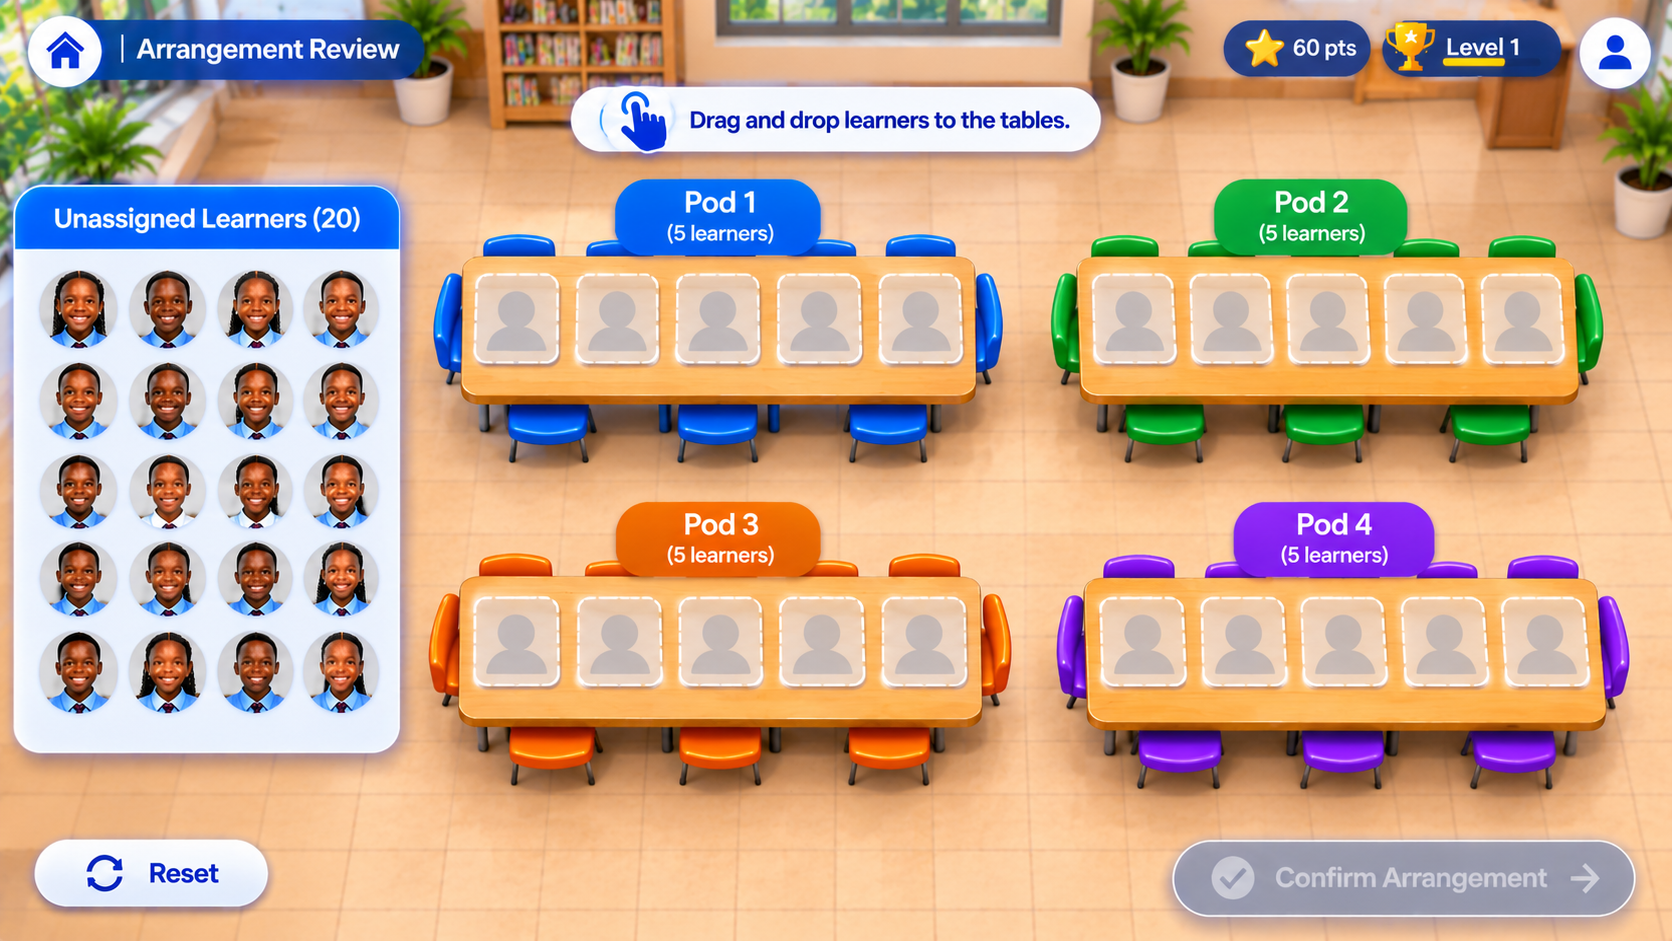 | Arrangement Review
60 pts
Level 1
Drag and drop learners to the tables.
Unassigned Learners (20)
Pod 1
(5 learners)
Pod 2
(5 learners)
Pod 3
(5 learners)
Pod 4
(5 learners)
Reset
Confirm Arrangement